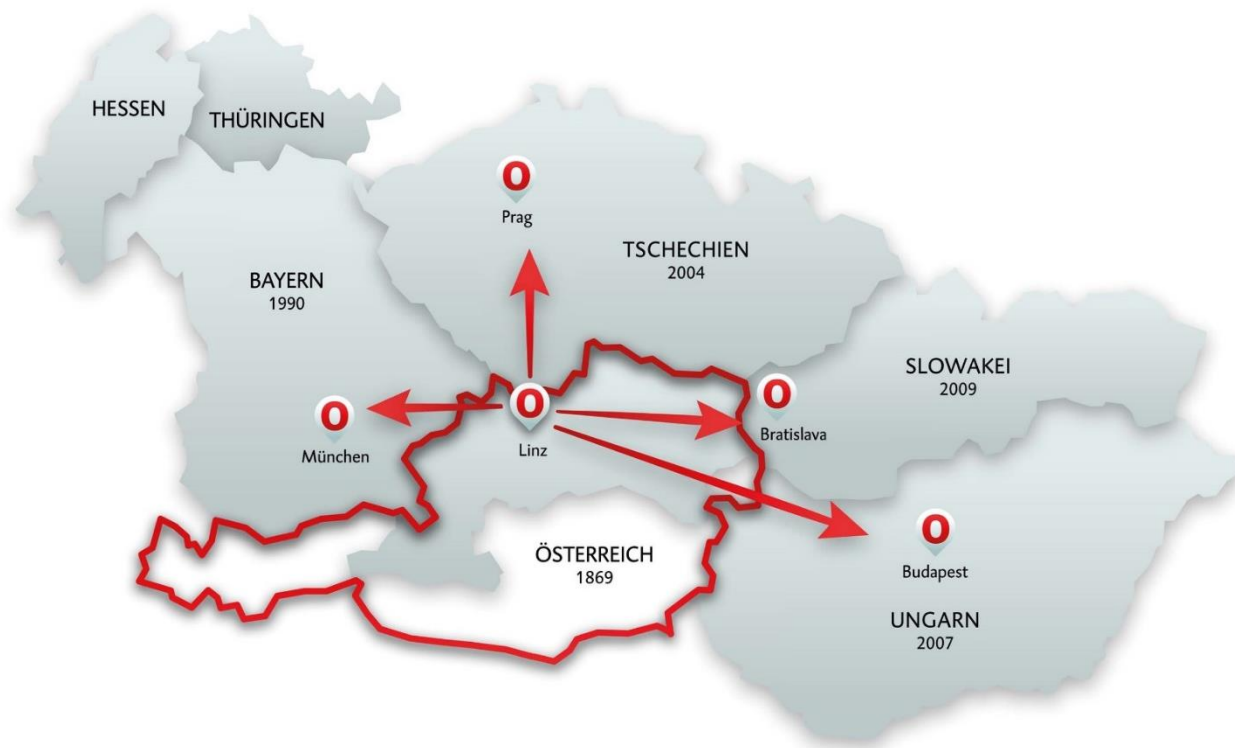 HESSEN
THÜRINGEN
O
Prag
TSCHECHIEN
2004
BAYERN
1990
SLOWAKEI
2009
O
München
O
Linz
O
Bratislava
ÖSTERREICH
1869
O
Budapest
UNGARN
2007